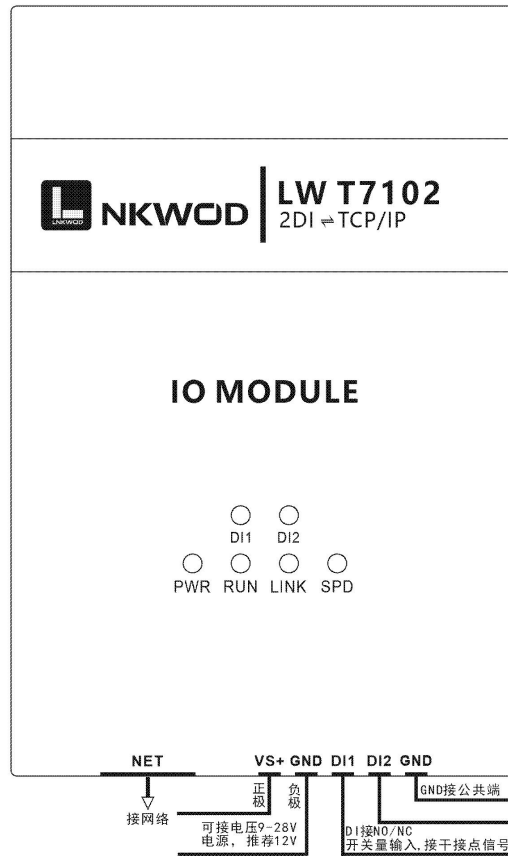 LNKWOD
NKWOD
LW T7102
2DI ⇌ TCP/IP
IO MODULE
DI1 DI2
PWR RUN LINK SPD
NET VS+ GND DI1 DI2 GND
正极 负极
接网络
GND接公共端
可接电压9-28V
电源，推荐12V
DI接NO/NC
开关量输入,接干接点信号